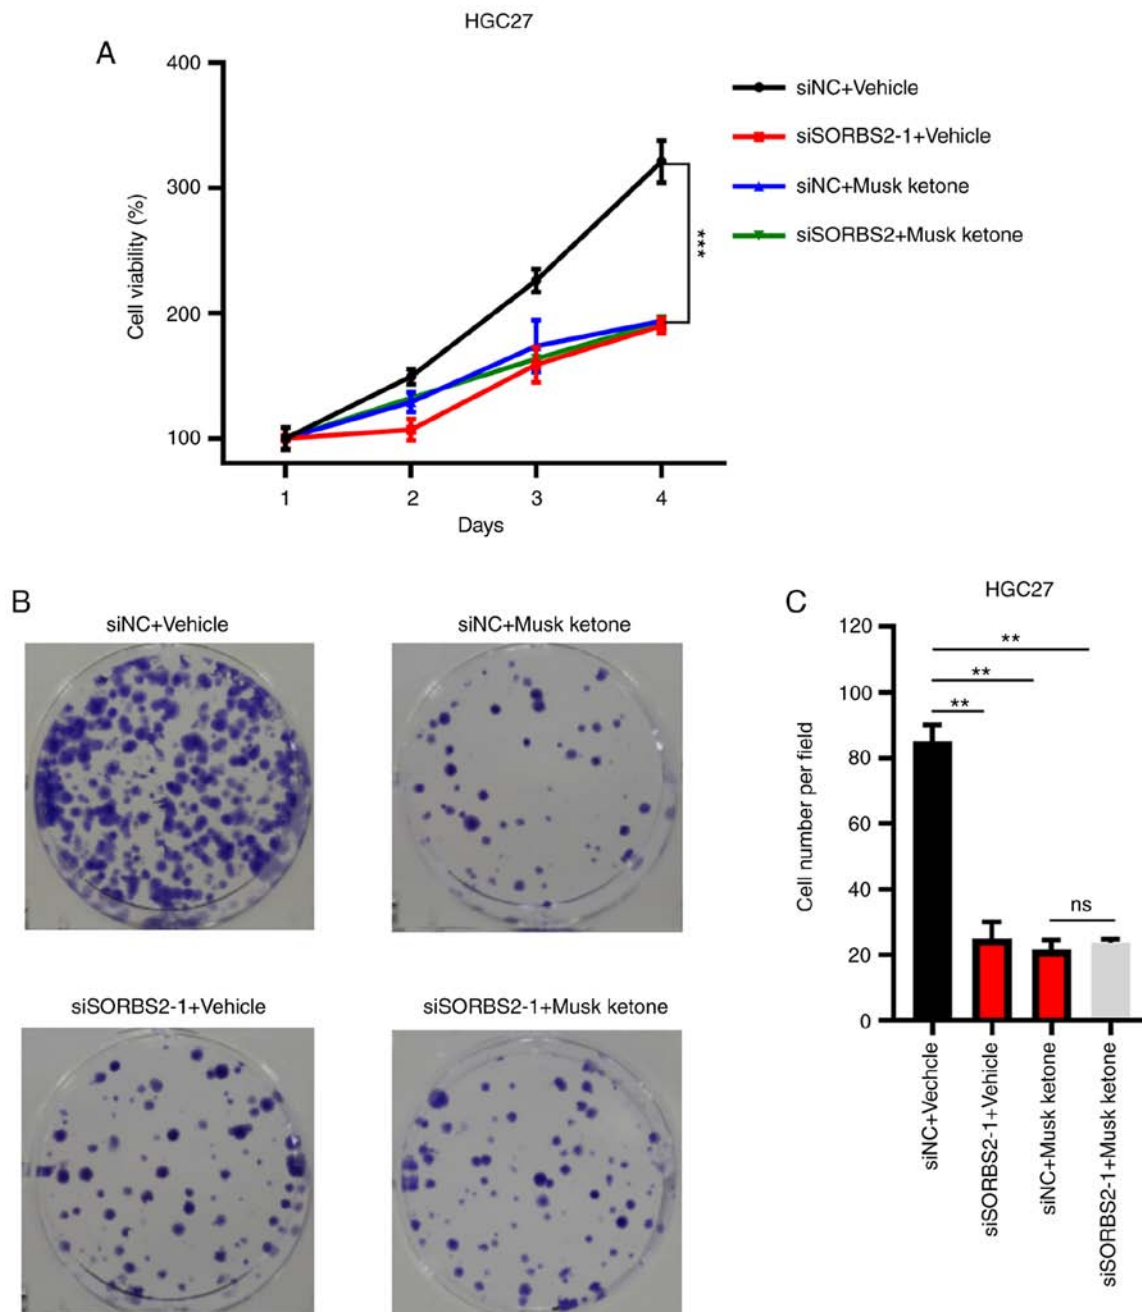 HGC27
A
400
300
200
100
Cell viability (%)
1 2 3 4
Days
***
siNC+Vehicle
siSORBS2-1+Vehicle
siNC+Musk ketone
siSORBS2+Musk ketone
B
siNC+Vehicle
siNC+Musk ketone
siSORBS2-1+Vehicle
siSORBS2-1+Musk ketone
C
HGC27
120
100
80
60
40
20
0
Cell number per field
**
**
**
ns
siNC+Vechcle
siSORBS2-1+Vehicle
siNC+Musk ketone
siSORBS2-1+Musk ketone